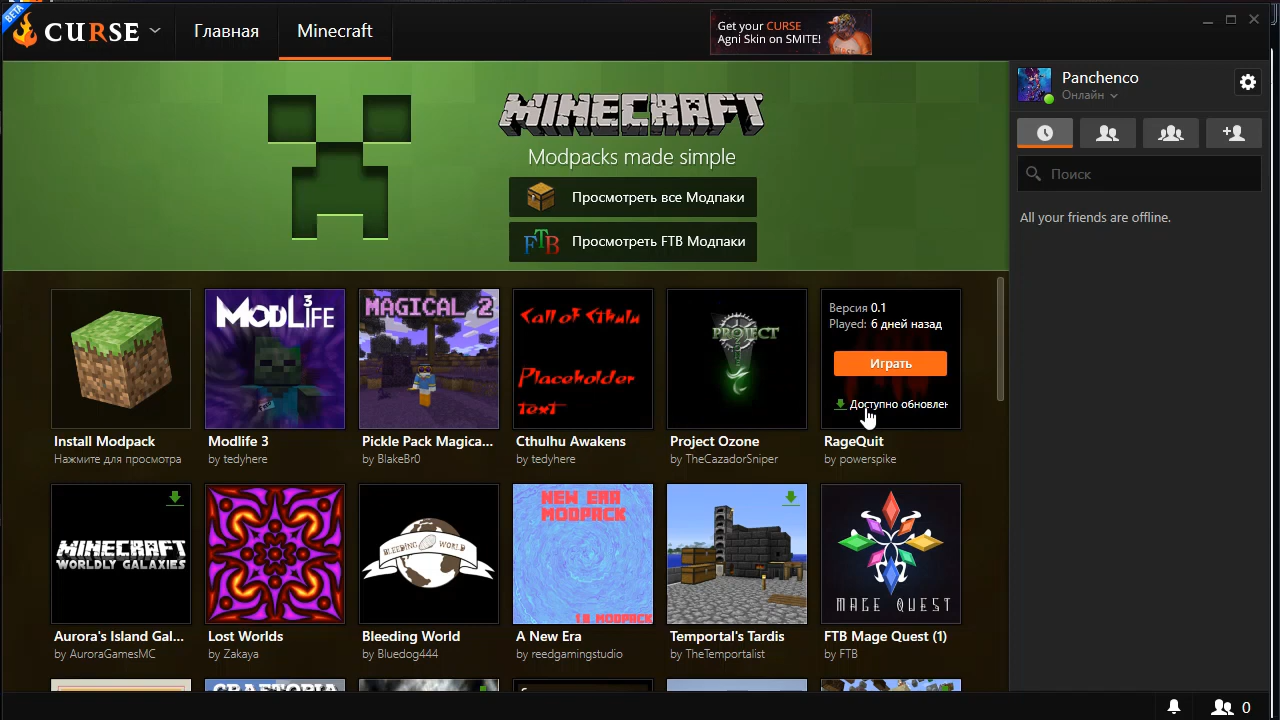 BETA
CURSE
Главная
Minecraft
Get your CURSE
Agni Skin on SMITE!
Panchenco
Онлайн
MINECRAFT
Modpacks made simple
Просмотреть все Модпаки
FTB
Просмотреть FTB Модпаки
Поиск
All your friends are offline.
MODLIFE 3
MAGICAL 2
Call of Cthulu
Placeholder
text
PROJECT
Версия 0.1
Played: 6 дней назад
Играть
Доступно обновлен
Install Modpack
Нажмите для просмотра
Modlife 3
by tedyhere
Pickle Pack Magica...
by BlakeBr0
Cthulhu Awakens
by tedyhere
Project Ozone
by TheCazadorSniper
RageQuit
by powerspike
MINECRAFT
WORLDLY GALAXIES
BLEEDING WORLD
NEW ERA
MODPACK
MODPACK
MAGE QUEST
Aurora's Island Gal...
by AuroraGamesMC
Lost Worlds
by Zakaya
Bleeding World
by Bluedog444
A New Era
by reedgamingstudio
Temportal's Tardis
by TheTemportalist
FTB Mage Quest (1)
by FTB
CRAFTOPIA
0